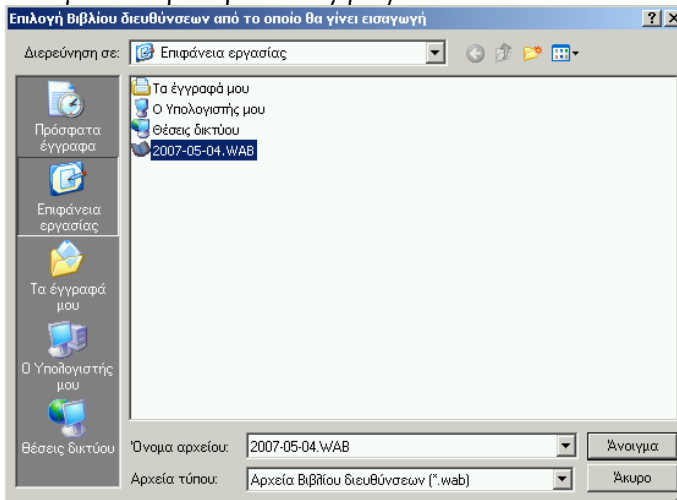 Επιλογή Βιβλίου διευθύνσεων από το οποίο θα γίνει εισαγωγή
Διερεύνηση σε:
Επιφάνεια εργασίας
Πρόσφατα
έγγραφα
Επιφάνεια
εργασίας
Τα έγγραφά
μου
Ο Υπολογιστής
μου
Θέσεις δικτύου
Τα έγγραφά μου
Ο Υπολογιστής μου
Θέσεις δικτύου
2007-05-04.WAB
Όνομα αρχείου:
2007-05-04.WAB
Άνοιγμα
Αρχεία τύπου:
Αρχεία Βιβλίου διευθύνσεων (*.wab)
Άκυρο